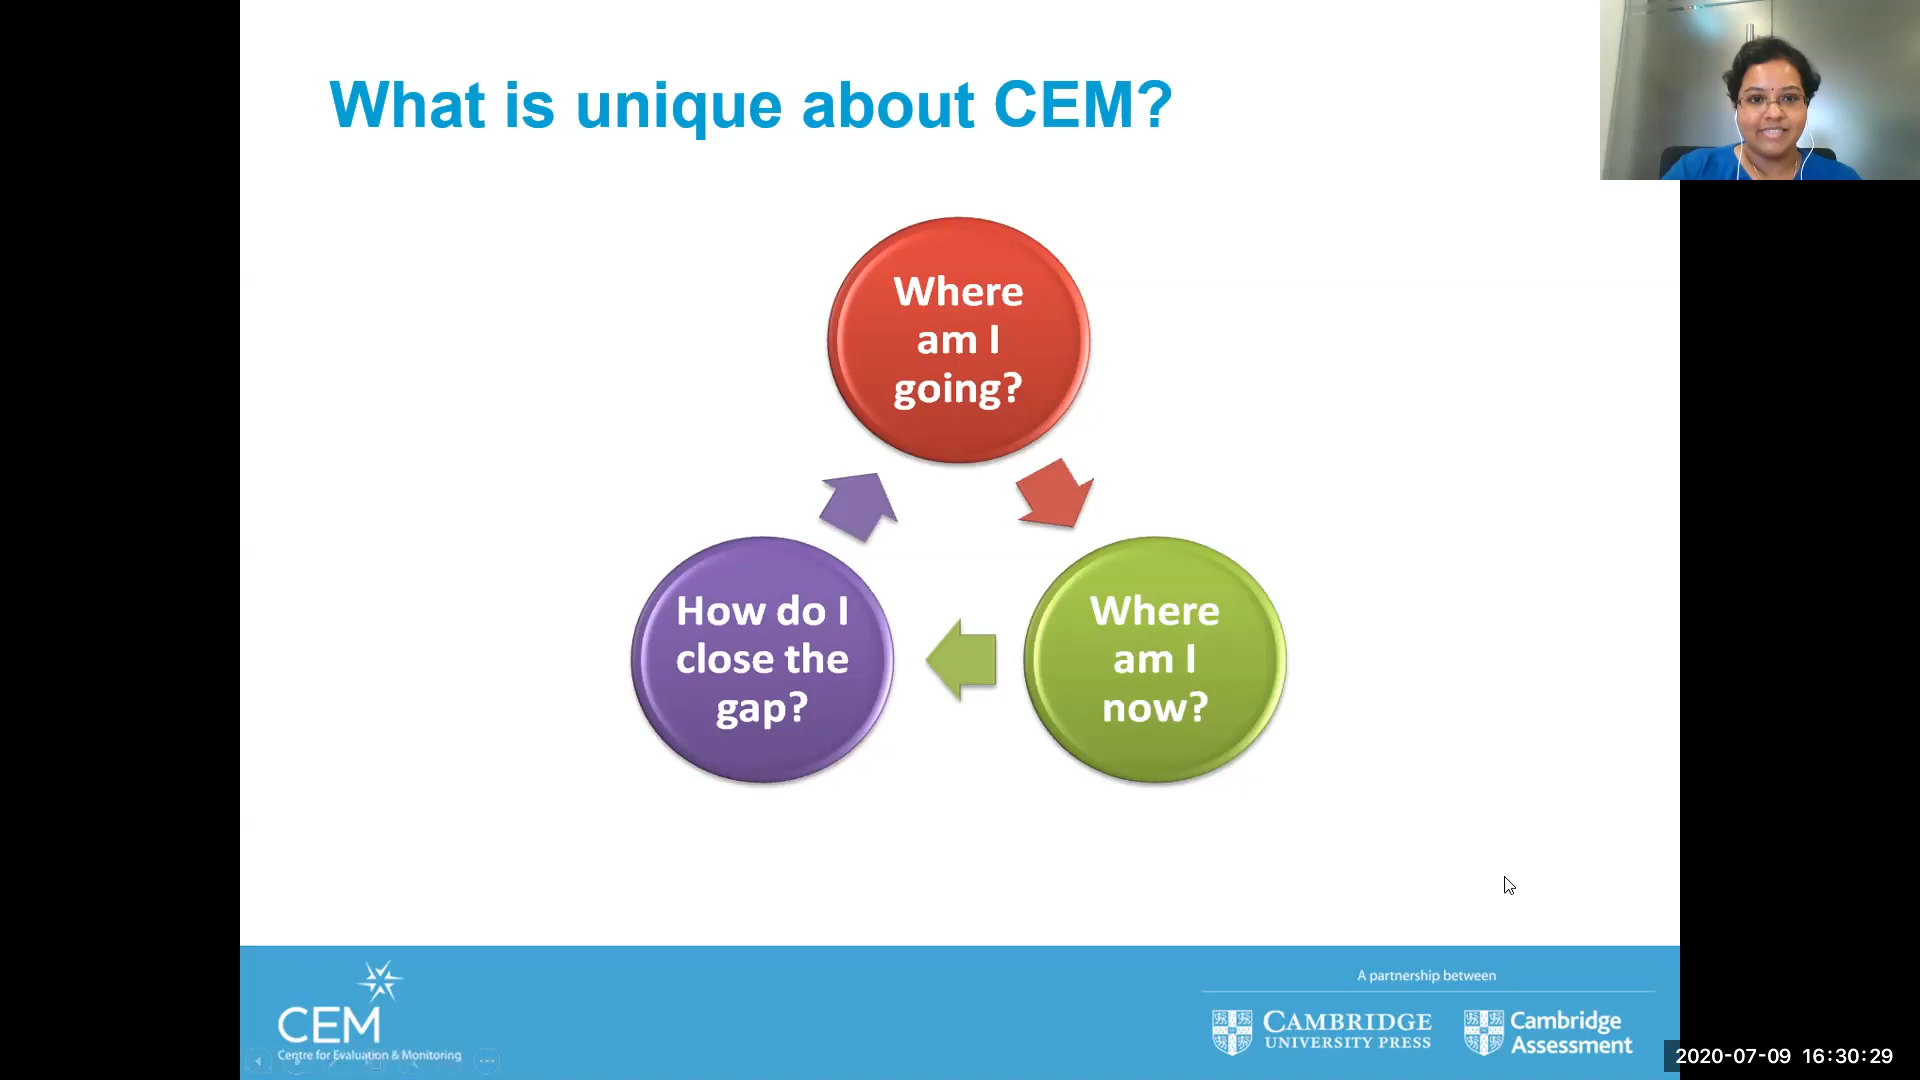 What is unique about CEM?
Where
am I
going?
How do I
close the
gap?
Where
am I
now?
CEM
Centre for Evaluation & Monitoring
A partnership between
CAMBRIDGE
UNIVERSITY PRESS
Cambridge
Assessment
2020-07-09 16:30:29